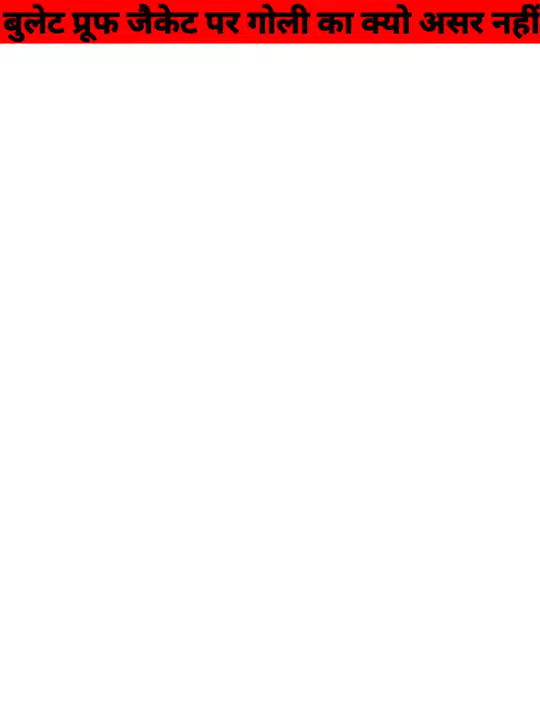 बुलेट प्रूफ जैकेट पर गोली का क्यो असर नहीं